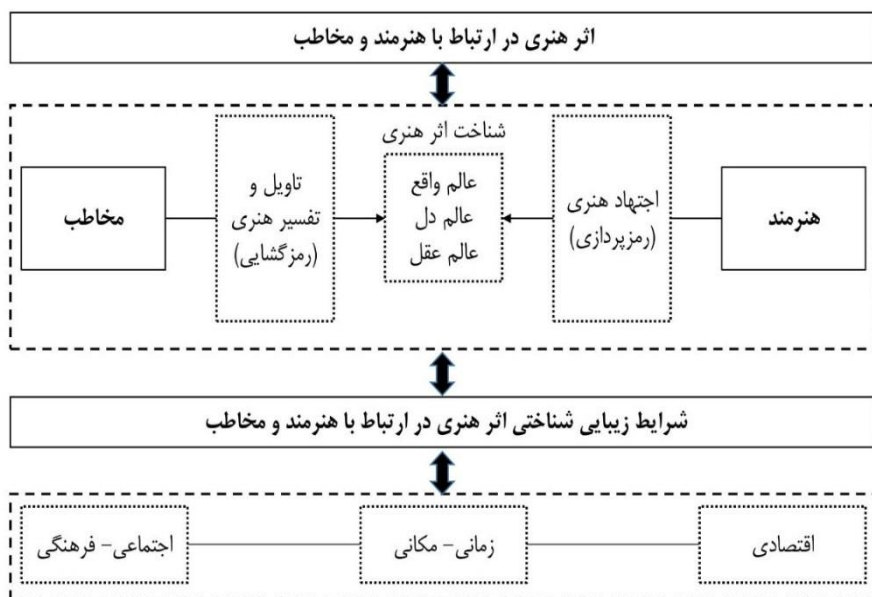 اثر هنری در ارتباط با هنرمند و مخاطب
شناخت اثر هنری
هنرمند
اجتهاد هنری
(رمزپردازی)
عالم واقع
عالم دل
عالم عقل
تاویل و
تفسیر هنری
(رمزگشایی)
مخاطب
شرایط زیبایی شناختی اثر هنری در ارتباط با هنرمند و مخاطب
اقتصادی
زمانی- مکانی
اجتماعی- فرهنگی